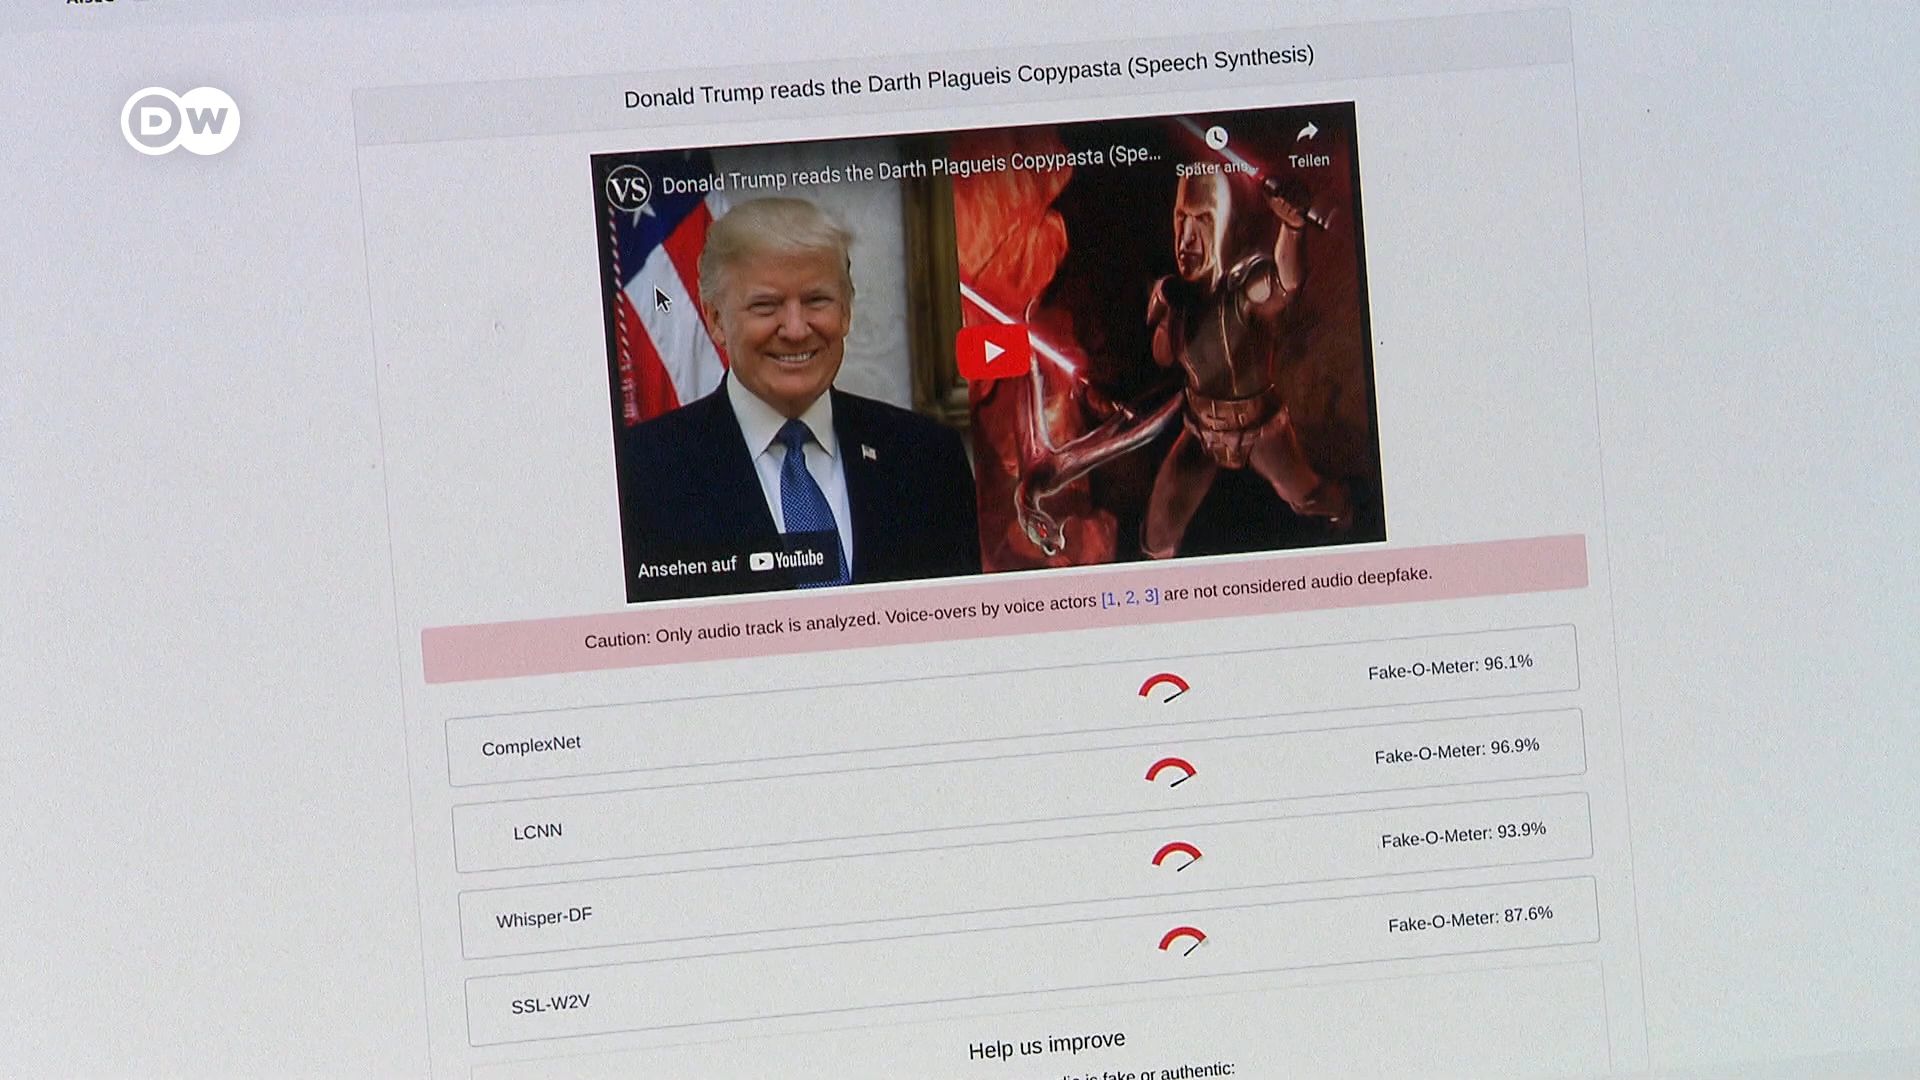 DW
Donald Trump reads the Darth Plagueis Copypasta (Speech Synthesis)
VS
Donald Trump reads the Darth Plagueis Copypasta (Spe...
Später ans...
Teilen
Ansehen auf YouTube
Caution: Only audio track is analyzed. Voice-overs by voice actors [1, 2, 3] are not considered audio deepfake.
ComplexNet
Fake-O-Meter: 96.1%
LCNN
Fake-O-Meter: 96.9%
Whisper-DF
Fake-O-Meter: 93.9%
SSL-W2V
Fake-O-Meter: 87.6%
Help us improve
fake or authentic: